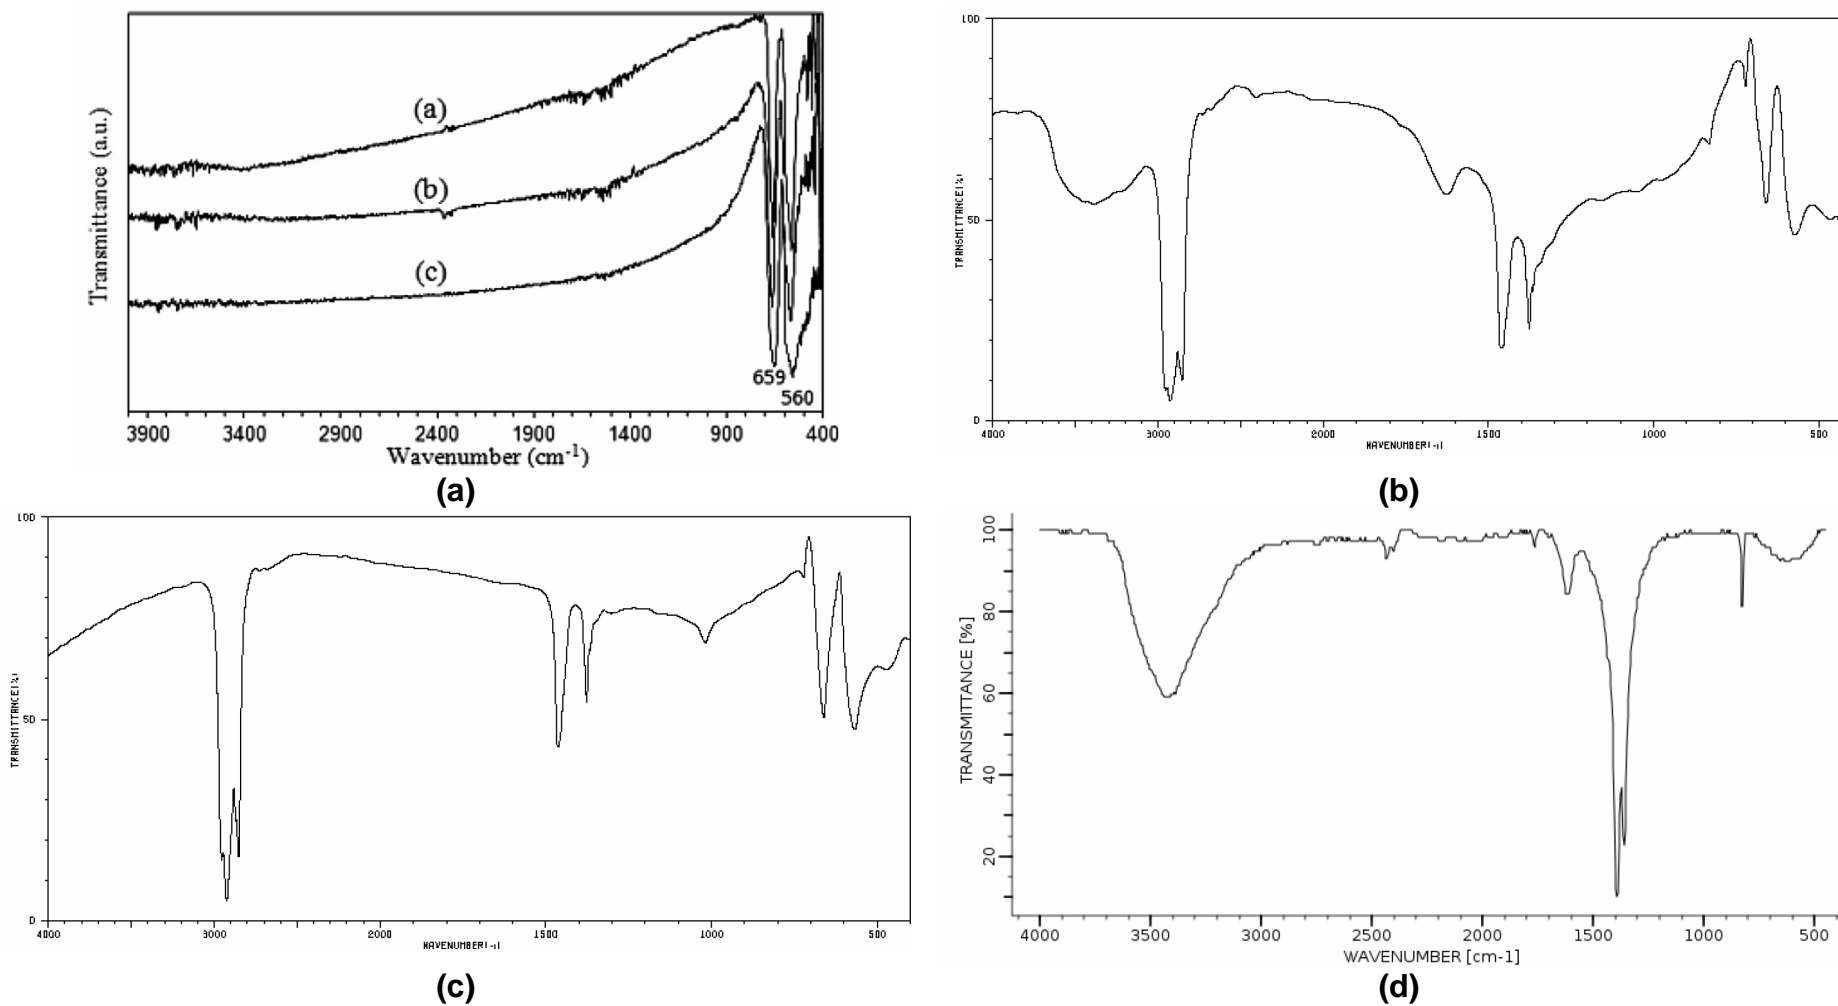 (a)
(b)
(c)
659
560
Transmittance (a.u.)
3900 3400 2900 2400 1900 1400 900 400
Wavenumber (cm-1)
(a)
100
50
0
TRANSMITTANCE[%]
4000 3000 2000 1500 1000 500
WAVENUMBER[-1]
(b)
100
50
0
TRANSMITTANCE[%]
4000 3000 2000 1500 1000 500
WAVENUMBER[-1]
(c)
100
80
60
40
20
TRANSMITTANCE [%]
4000 3500 3000 2500 2000 1500 1000 500
WAVENUMBER [cm-1]
(d)